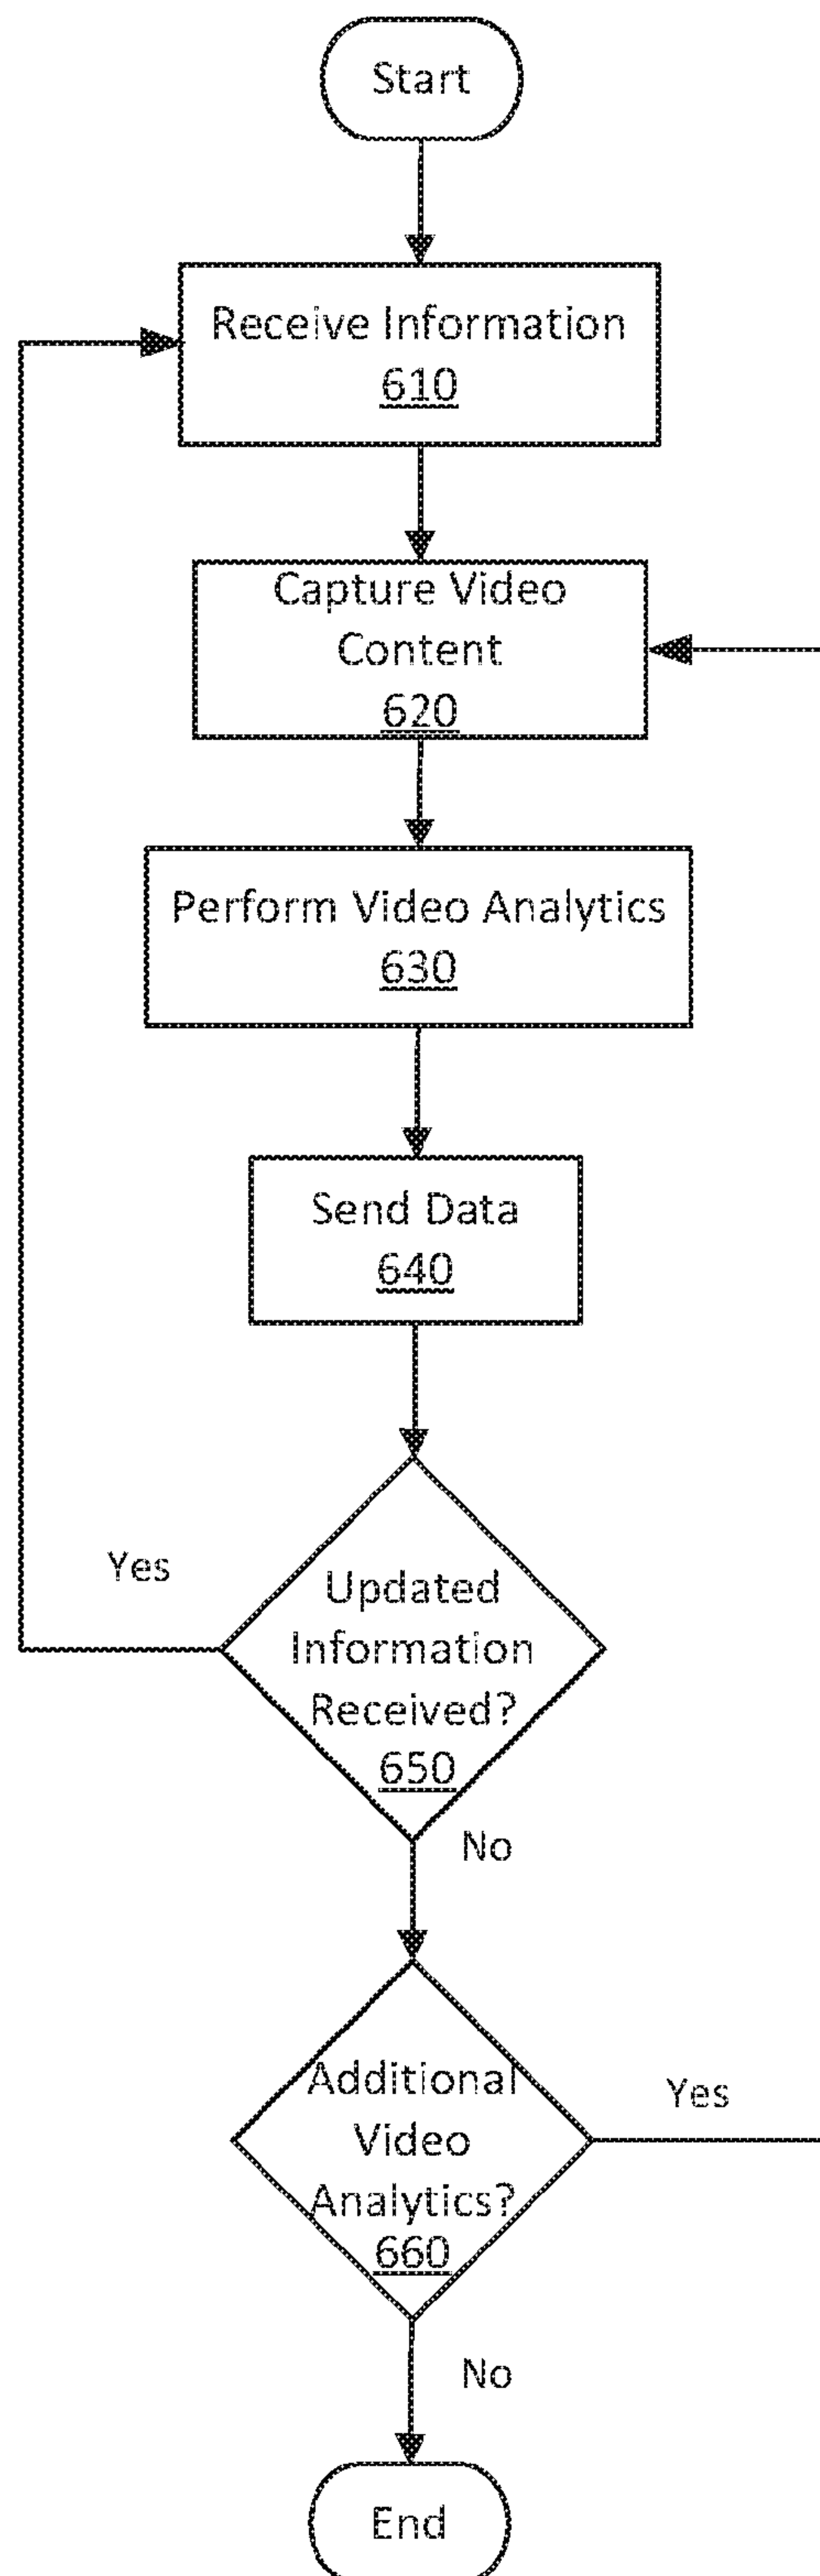 Start
Receive Information
610
Capture Video
Content
620
Perform Video Analytics
630
Send Data
640
Yes
Updated
Information
Received?
650
No
Additional
Video
Analytics?
660
Yes
No
End